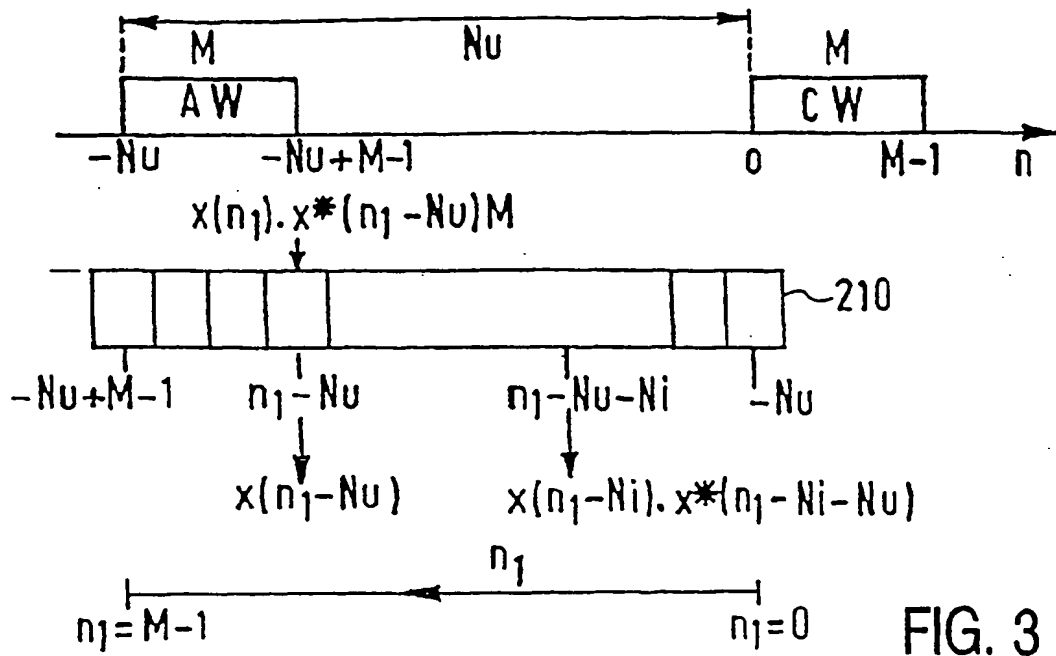 Nu
M M
AW CW
-Nu -Nu+M-1 0 M-1 n
x(n1).x*(n1-Nu)M
210
-Nu+M-1 n1-Nu n1-Nu-Ni -Nu
x(n1-Nu) x(n1-Ni).x*(n1-Ni-Nu)
n1
n1=M-1 n1=0
FIG. 3